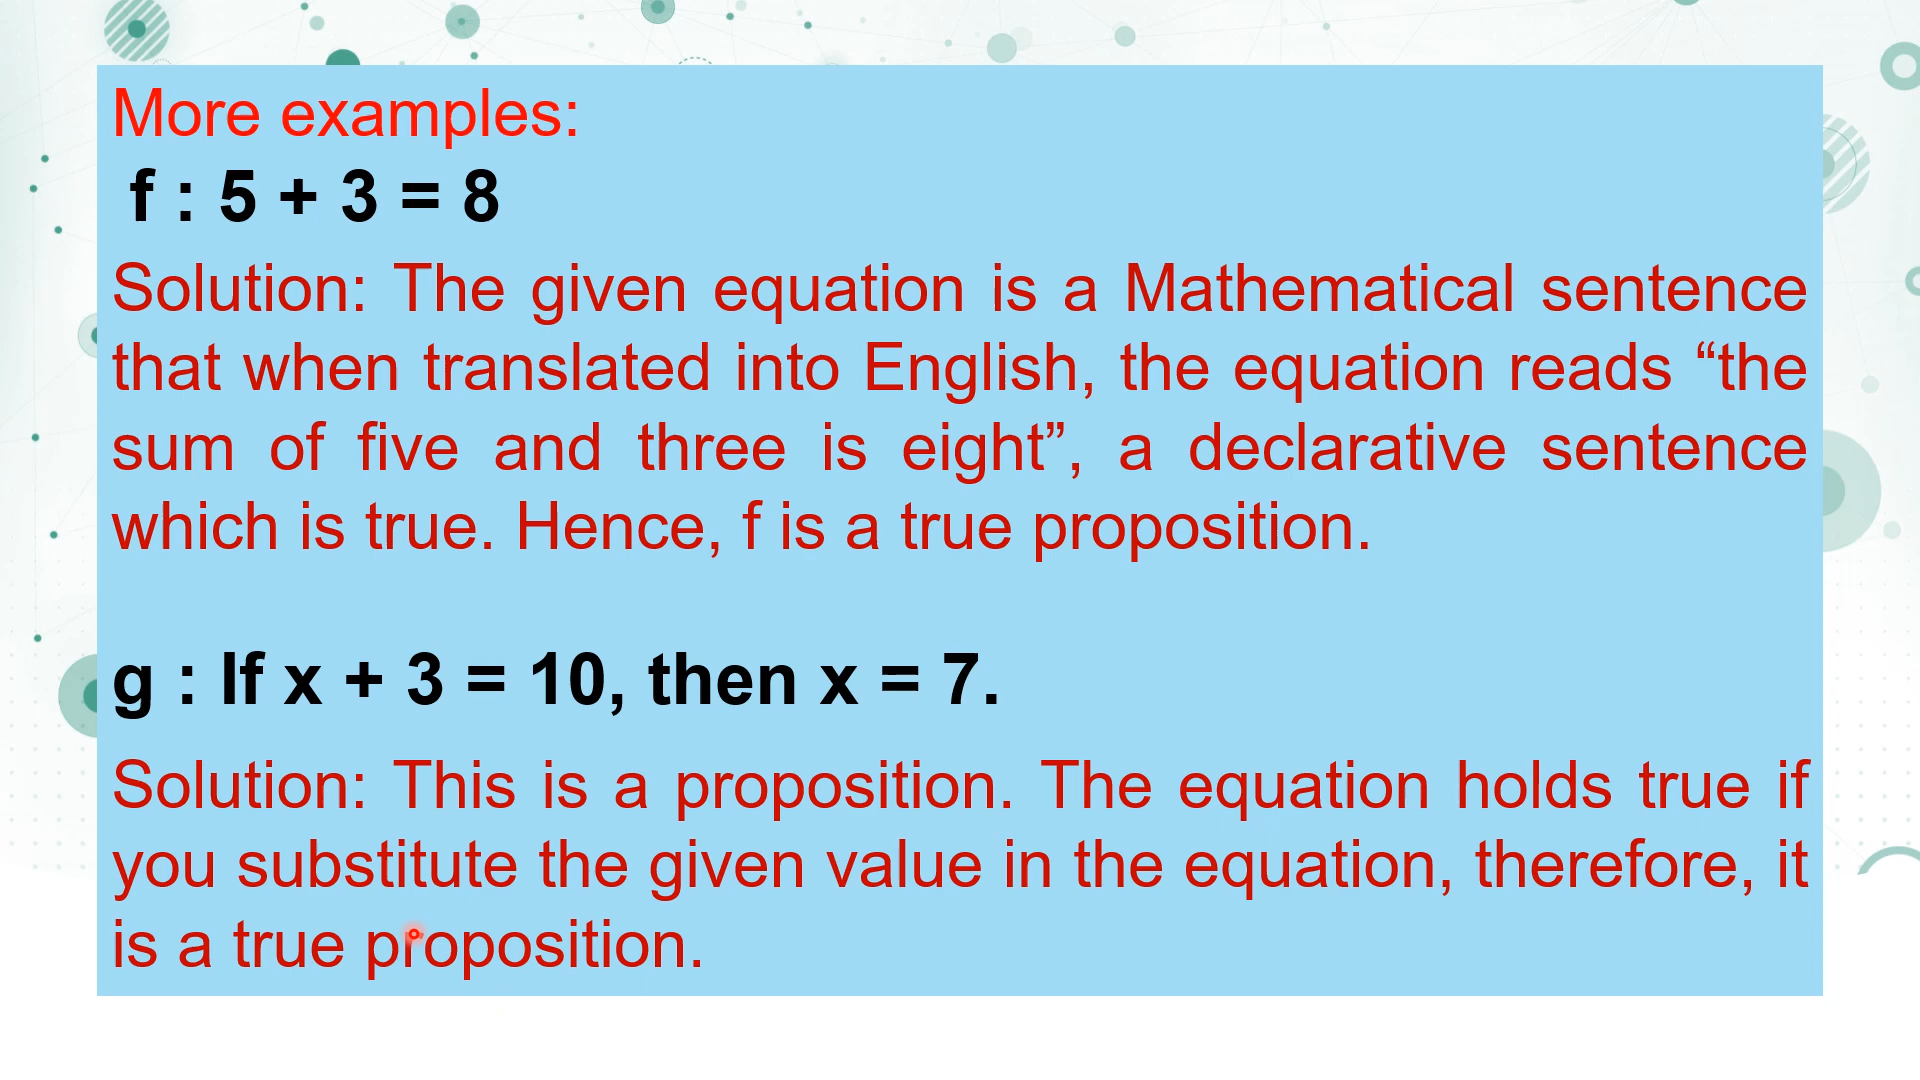 More examples:
f : 5 + 3 = 8
Solution: The given equation is a Mathematical sentence
that when translated into English, the equation reads “the
sum of five and three is eight”, a declarative sentence
which is true. Hence, f is a true proposition.
g : If x + 3 = 10, then x = 7.
Solution: This is a proposition. The equation holds true if
you substitute the given value in the equation, therefore, it
is a true proposition.